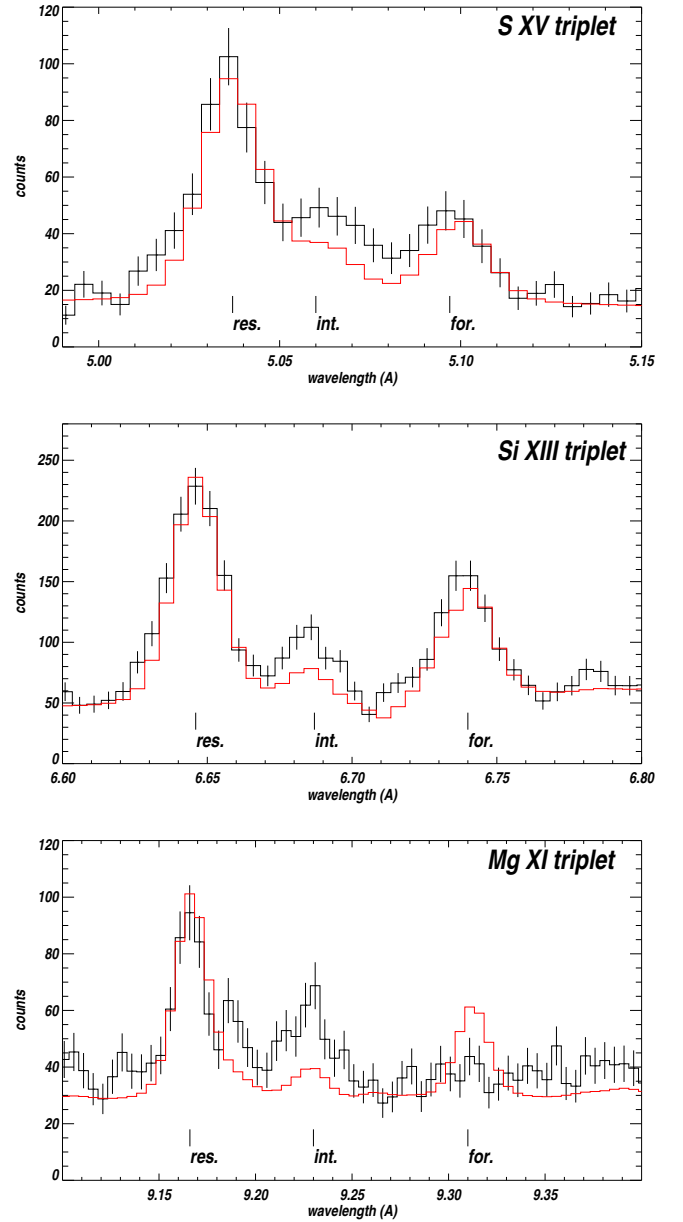 S XV triplet
120
100
80
60
40
20
0
counts
res.
int.
for.
5.00
5.05
5.10
5.15
wavelength (A)
Si XIII triplet
250
200
150
100
50
0
counts
res.
int.
for.
6.60
6.65
6.70
6.75
6.80
wavelength (A)
Mg XI triplet
120
100
80
60
40
20
0
counts
res.
int.
for.
9.15
9.20
9.25
9.30
9.35
wavelength (A)